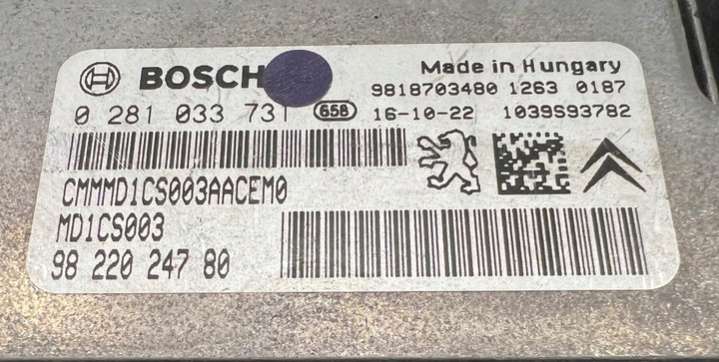 BOSCH
Made in Hungary
9818703480 1263 0187
0 281 033 731 658 16-10-22 1039S93782
CMMMD1CS003AACEM0
MD1CS003
98 220 247 80